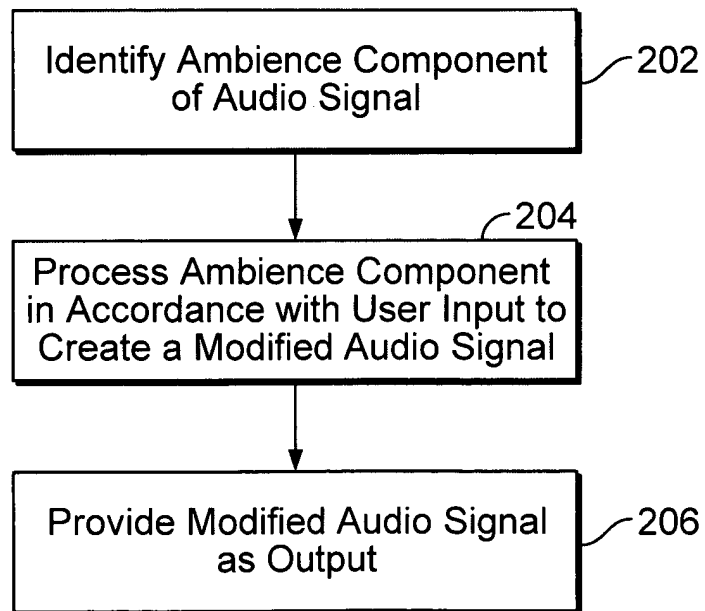 Identify Ambience Component
of Audio Signal
202
204
Process Ambience Component
in Accordance with User Input to
Create a Modified Audio Signal
Provide Modified Audio Signal
as Output
206